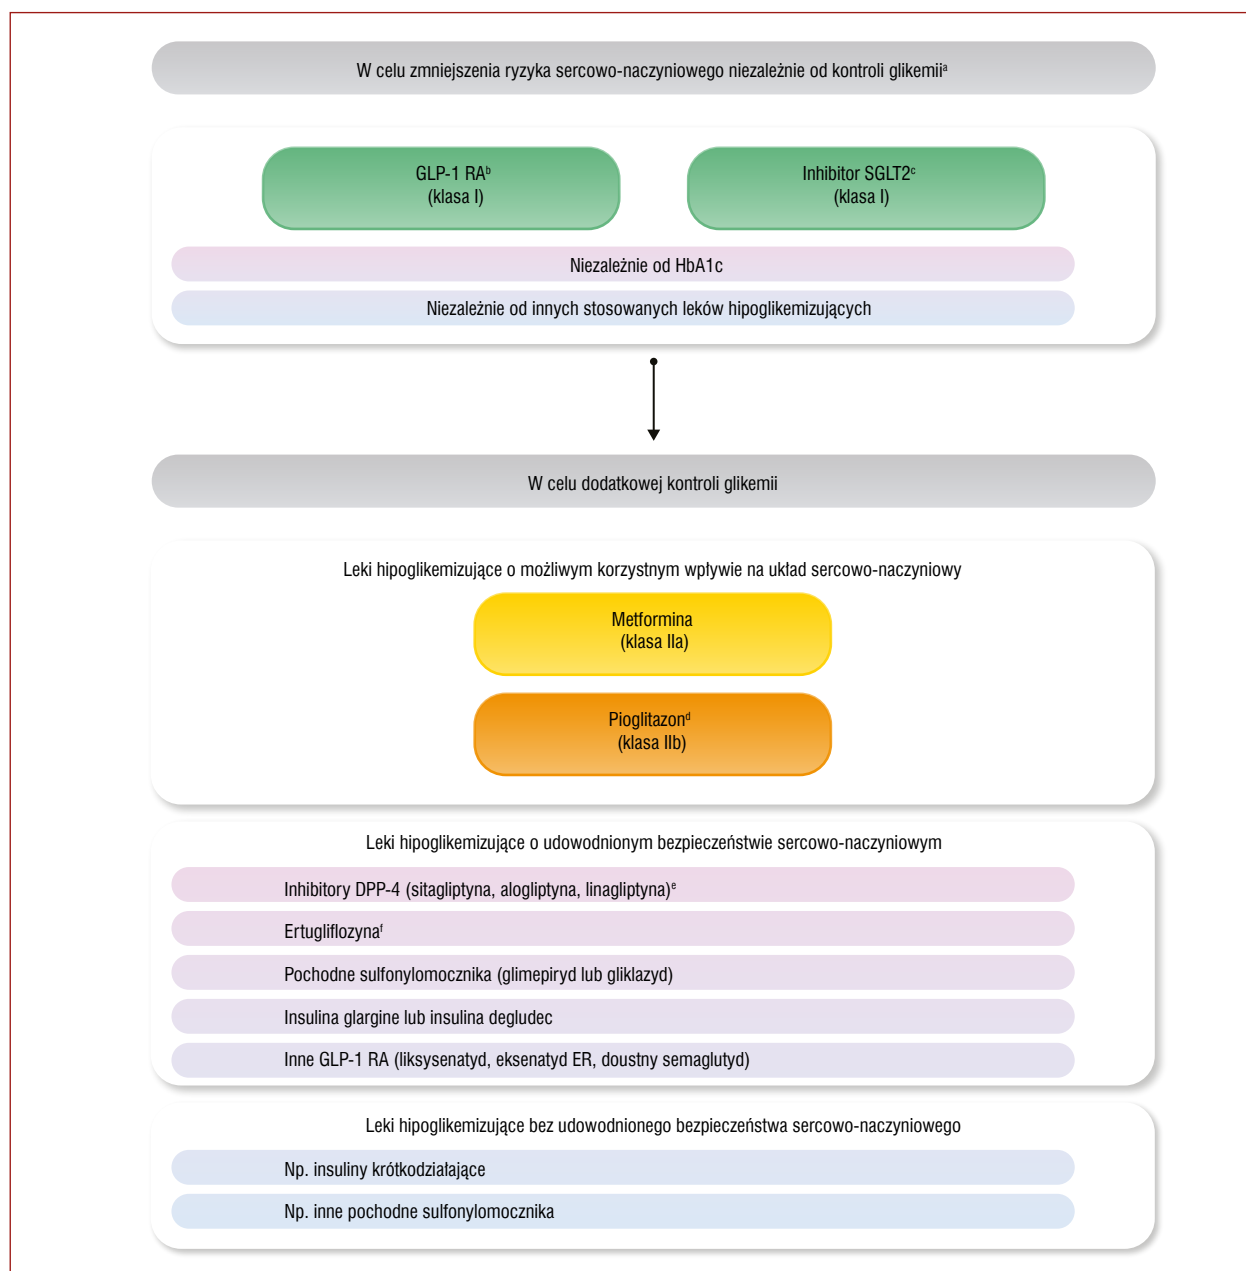 W celu zmniejszenia ryzyka sercowo-naczyniowego niezależnie od kontroli glikemiiᵃ
GLP-1 RAᵇ
(klasa I)
Inhibitor SGLT2ᶜ
(klasa I)
Niezależnie od HbA1c
Niezależnie od innych stosowanych leków hipoglikemizujących
W celu dodatkowej kontroli glikemii
Leki hipoglikemizujące o możliwym korzystnym wpływie na układ sercowo-naczyniowy
Metformina
(klasa IIa)
Pioglitazonᵈ
(klasa IIb)
Leki hipoglikemizujące o udowodnionym bezpieczeństwie sercowo-naczyniowym
Inhibitory DPP-4 (sitagliptyna, alogliptyna, linagliptyna)ᵉ
Ertugliflozynaᶠ
Pochodne sulfonylomocznika (glimepiryd lub gliklazyd)
Insulina glargine lub insulina degludec
Inne GLP-1 RA (liksysenatyd, eksenatyd ER, doustny semaglutyd)
Leki hipoglikemizujące bez udowodnionego bezpieczeństwa sercowo-naczyniowego
Np. insuliny krótkodziałające
Np. inne pochodne sulfonylomocznika